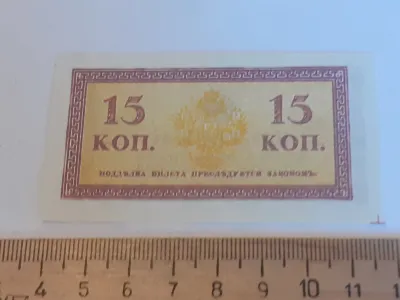 15 15
КОП. КОП.
ПОДДѢЛКА БИЛЕТА ПРЕСЛѢДУЕТСЯ ЗАКОНОМЪ.
4 5 6 7 8 9 10 11